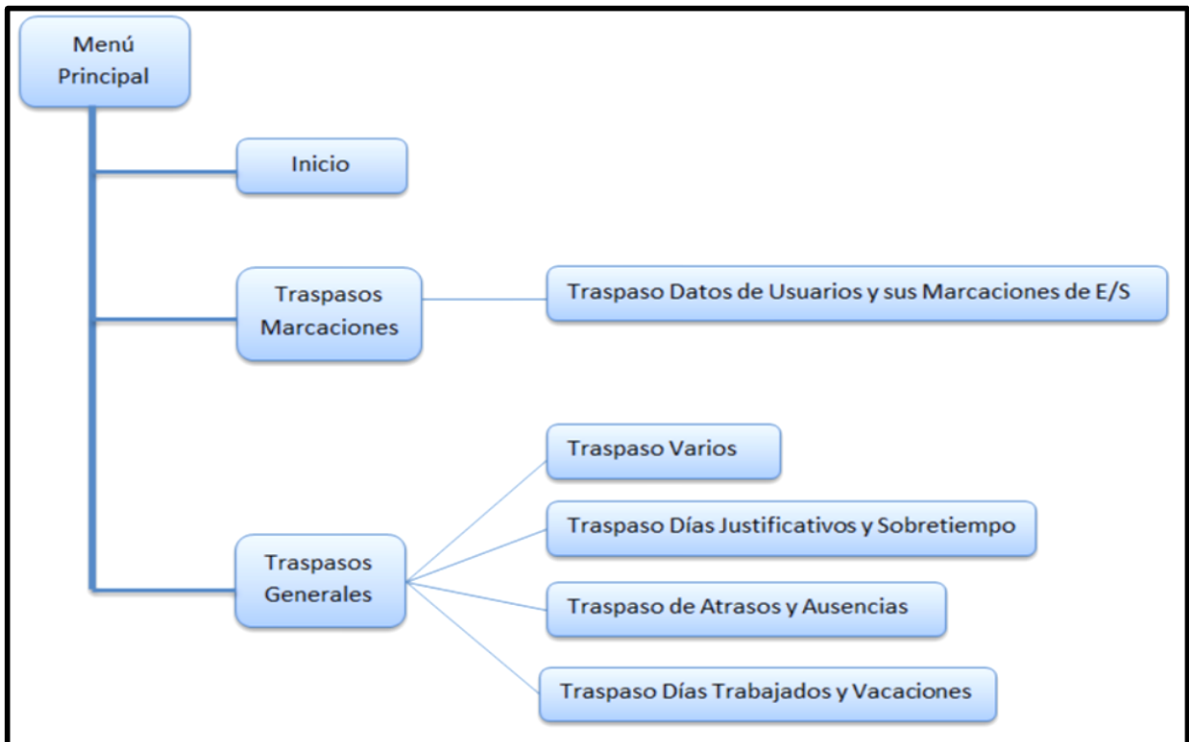 Menú
Principal
Inicio
Traspasos
Marcaciones
Traspaso Datos de Usuarios y sus Marcaciones de E/S
Traspasos
Generales
Traspaso Varios
Traspaso Días Justificativos y Sobretiempo
Traspaso de Atrasos y Ausencias
Traspaso Días Trabajados y Vacaciones